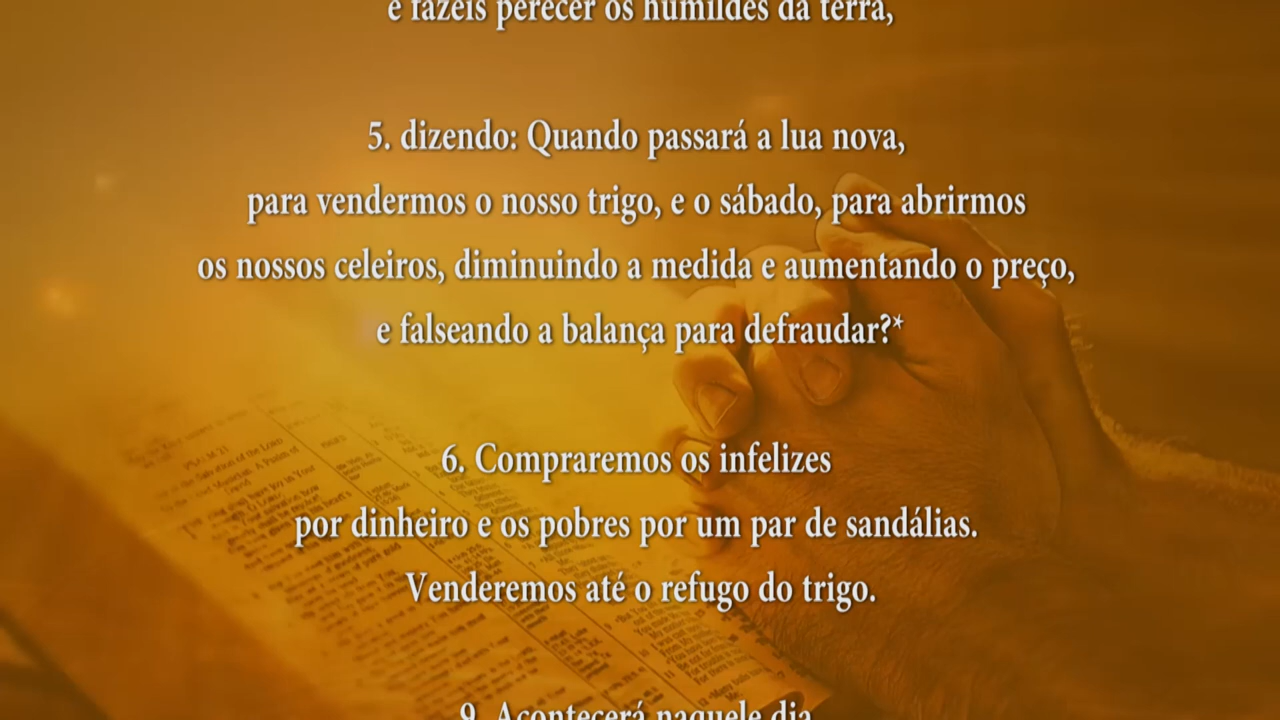 e fazeis perecer os humildes da terra,
5. dizendo: Quando passará a lua nova,
para vendermos o nosso trigo, e o sábado, para abrirmos
os nossos celeiros, diminuindo a medida e aumentando o preço,
e falseando a balança para defraudar?*
6. Compraremos os infelizes
por dinheiro e os pobres por um par de sandálias.
Venderemos até o refugo do trigo.
9. Acontecerá naquele dia